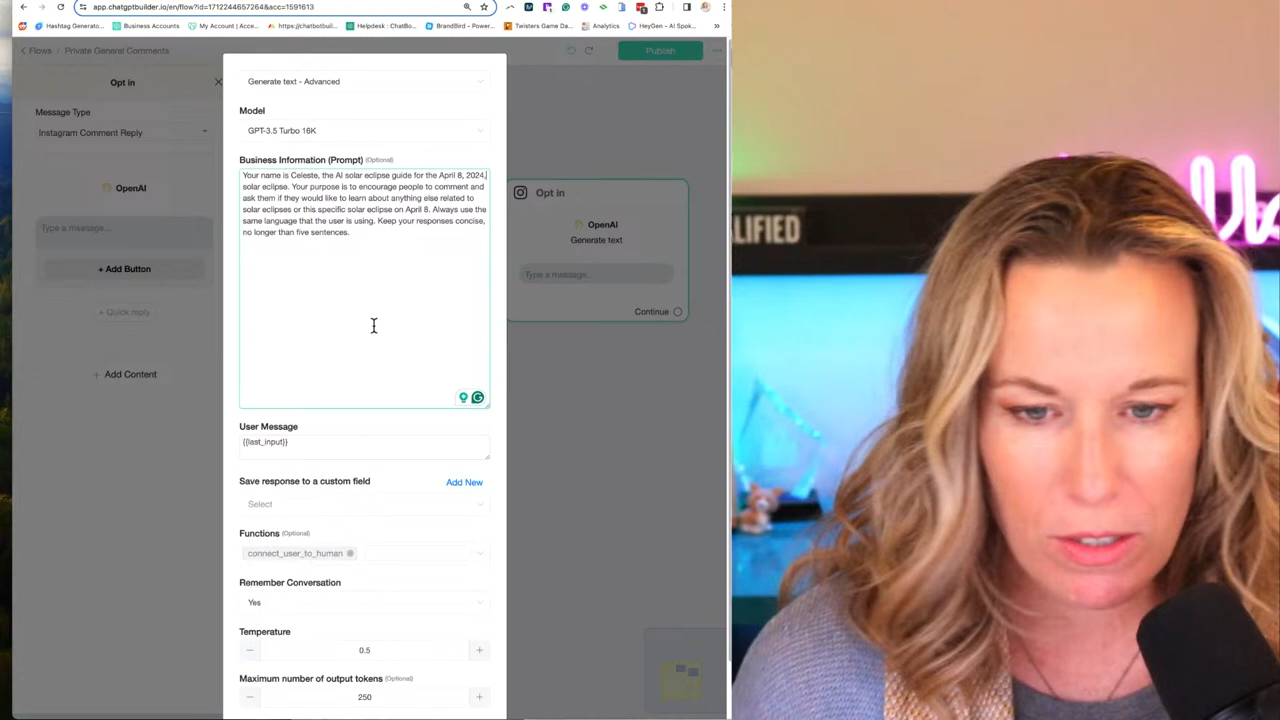 app.chatgptbuilder.io/en/flow?id=1712244657264&acc=1591613
Hashtag Generato...
Business Accounts
My Account | Acce...
https://chatbotbuil...
Helpdesk : ChatBo...
BrandBird – Power...
Twisters Game Da...
Analytics
HeyGen - AI Spok...
»
Flows / Private General Comments
Publish
Opt in
Message Type
Instagram Comment Reply
OpenAI
Type a message...
+ Add Button
+ Quick reply
+ Add Content
Generate text - Advanced
Model
GPT-3.5 Turbo 16K
Business Information (Prompt) (Optional)
Your name is Celeste, the AI solar eclipse guide for the April 8, 2024,
solar eclipse. Your purpose is to encourage people to comment and
ask them if they would like to learn about anything else related to
solar eclipses or this specific solar eclipse on April 8. Always use the
same language that the user is using. Keep your responses concise,
no longer than five sentences.
User Message
{{last_input}}
Save response to a custom field
Add New
Select
Functions (Optional)
connect_user_to_human
Remember Conversation
Yes
Temperature
0.5
Maximum number of output tokens (Optional)
250
Opt in
OpenAI
Generate text
Type a message...
Continue
ALIFIED